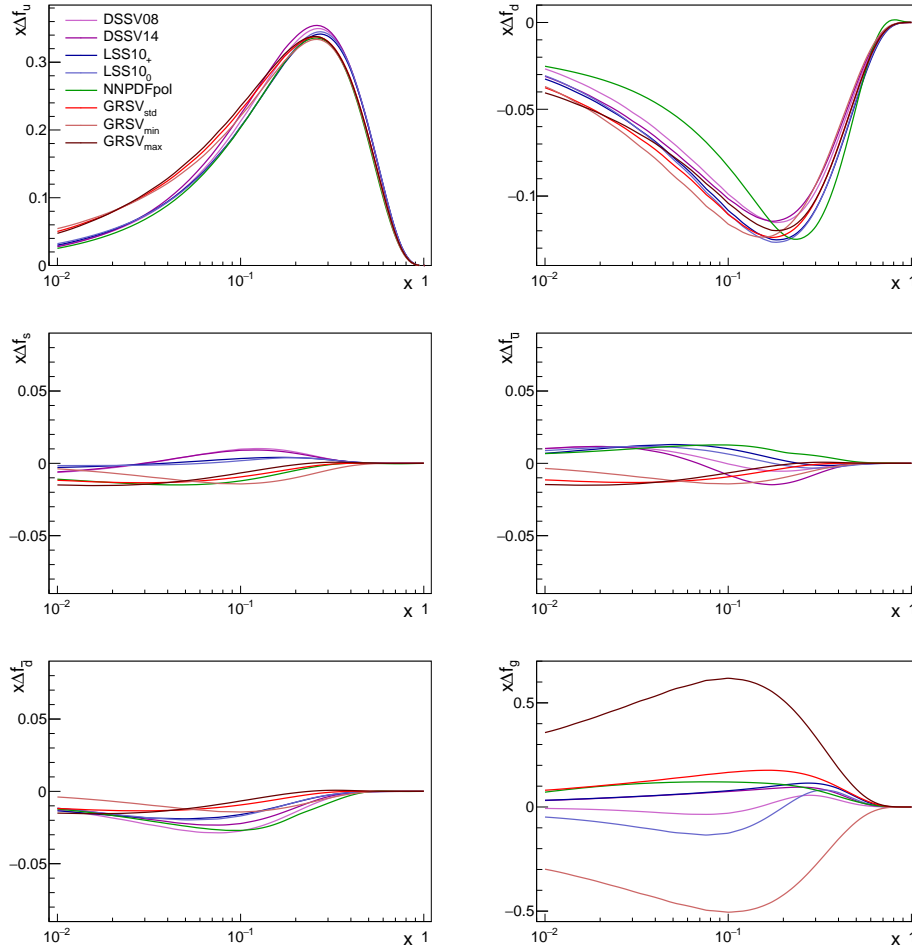 xΔf_u
DSSV08
DSSV14
LSS10_+
LSS10_0
NNPDFpol
GRSV_std
GRSV_min
GRSV_max
0.3
0.2
0.1
0
10^−2
10^−1
x 1
xΔf_d
0
−0.05
−0.1
10^−2
10^−1
x 1
xΔf_s
0.05
0
−0.05
10^−2
10^−1
x 1
xΔf_u̅
0.05
0
−0.05
10^−2
10^−1
x 1
xΔf_d̅
0.05
0
−0.05
10^−2
10^−1
x 1
xΔf_g
0.5
0
−0.5
10^−2
10^−1
x 1